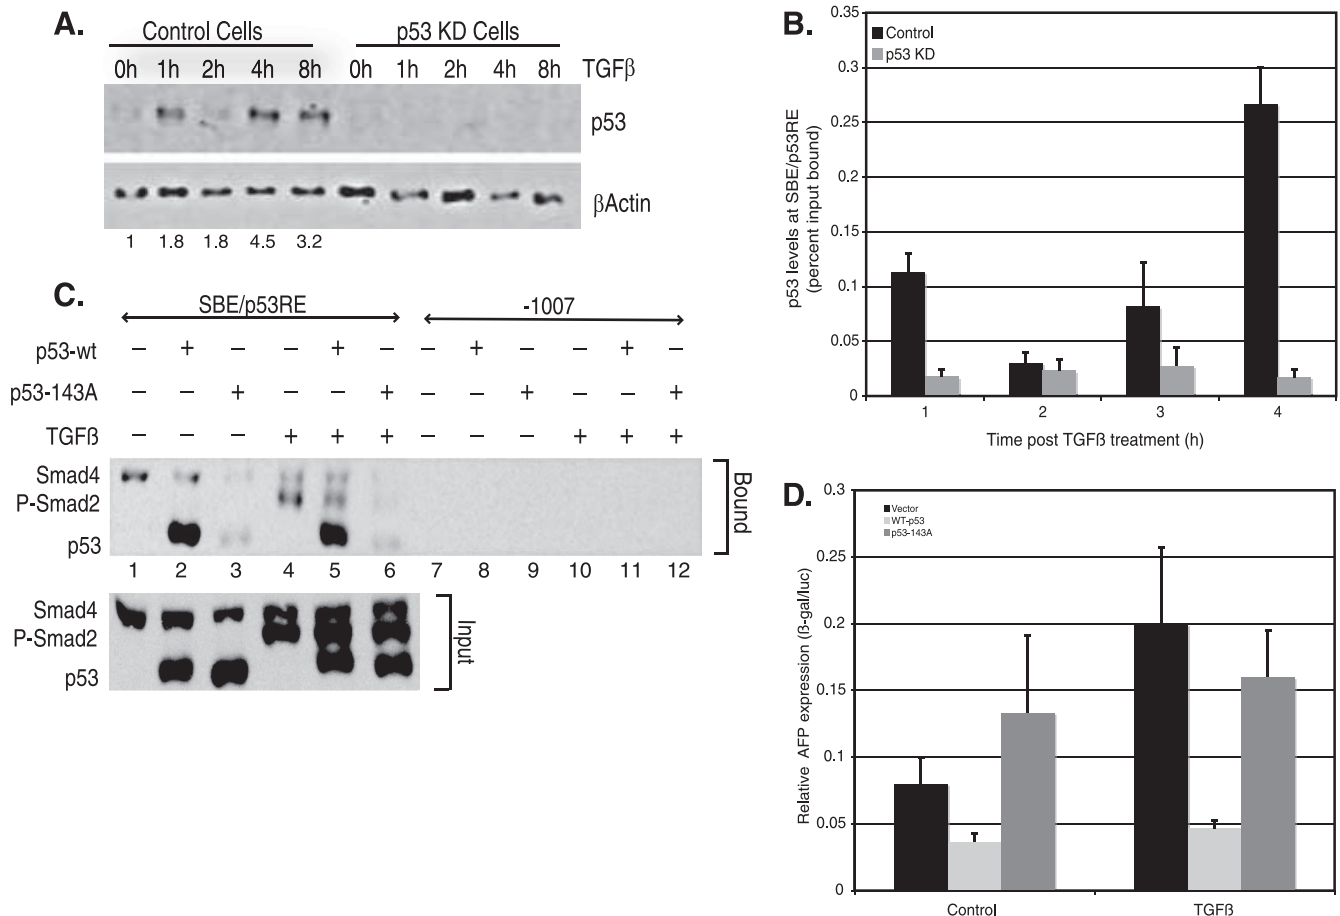 A.
Control Cells p53 KD Cells
0h 1h 2h 4h 8h 0h 1h 2h 4h 8h TGFβ
p53
βActin
1 1.8 1.8 4.5 3.2
B.
0.35
0.3
0.25
0.2
0.15
0.1
0.05
0
Control
p53 KD
p53 levels at SBE/p53RE
(percent input bound)
1 2 3 4
Time post TGFß treatment (h)
C.
SBE/p53RE -1007
p53-wt – + – – + – – + – – + –
p53-143A – – + – – + – – + – – +
TGFß – – – + + + – – – + + +
Smad4
P-Smad2
p53
Bound
1 2 3 4 5 6 7 8 9 10 11 12
Smad4
P-Smad2
p53
Input
D.
0.3
0.25
0.2
0.15
0.1
0.05
0
Vector
WT-p53
p53-143A
Relative AFP expression (ß-gal/luc)
Control TGFß